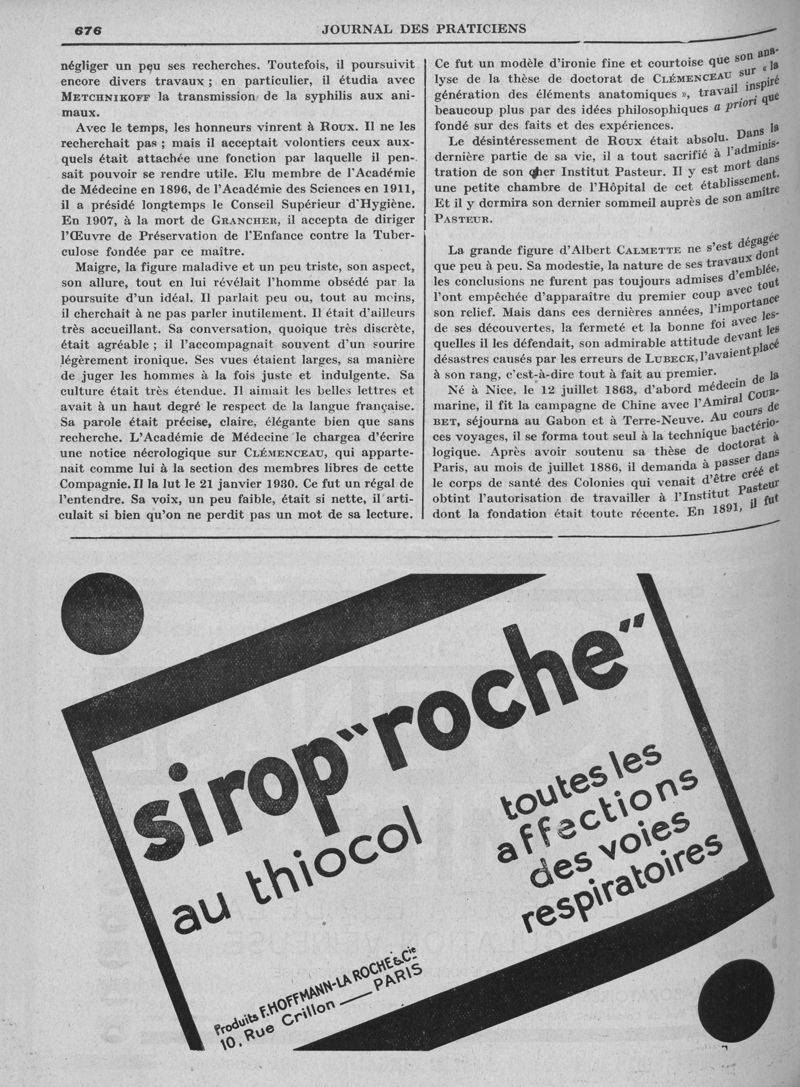 676
JOURNAL DES PRATICIENS
négliger un peu ses recherches. Toutefois, il poursuivit
encore divers travaux ; en particulier, il étudia avec
METCHNIKOFF la transmission de la syphilis aux ani-
maux.
Avec le temps, les honneurs vinrent à ROUX. Il ne les
recherchait pas ; mais il acceptait volontiers ceux aux-
quels était attachée une fonction par laquelle il pen-
sait pouvoir se rendre utile. Elu membre de l'Académie
de Médecine en 1896, de l'Académie des Sciences en 1911,
il a présidé longtemps le Conseil Supérieur d'Hygiène.
En 1907, à la mort de GRANCHER, il accepta de diriger
l'Œuvre de Préservation de l'Enfance contre la Tuber-
culose fondée par ce maître.
Maigre, la figure maladive et un peu triste, son aspect,
son allure, tout en lui révélait l'homme obsédé par la
poursuite d'un idéal. Il parlait peu ou, tout au moins,
il cherchait à ne pas parler inutilement. Il était d'ailleurs
très accueillant. Sa conversation, quoique très discrète,
était agréable ; il l'accompagnait souvent d'un sourire
légèrement ironique. Ses vues étaient larges, sa manière
de juger les hommes à la fois juste et indulgente. Sa
culture était très étendue. Il aimait les belles lettres et
avait à un haut degré le respect de la langue française.
Sa parole était précise, claire, élégante bien que sans
recherche. L'Académie de Médecine le chargea d'écrire
une notice nécrologique sur CLÉMENCEAU, qui apparte-
nait comme lui à la section des membres libres de cette
Compagnie. Il la lut le 21 janvier 1930. Ce fut un régal de
l'entendre. Sa voix, un peu faible, était si nette, il arti-
culait si bien qu'on ne perdit pas un mot de sa lecture.
Ce fut un modèle d'ironie fine et courtoise que son ana-
lyse de la thèse de doctorat de CLÉMENCEAU sur « la
génération des éléments anatomiques », travail inspiré
beaucoup plus par des idées philosophiques a priori que
fondé sur des faits et des expériences.
Le désintéressement de ROUX était absolu. Dans la
dernière partie de sa vie, il a tout sacrifié à l'adminis-
tration de son cher Institut Pasteur. Il y est mort dans
une petite chambre de l'Hôpital de cet établissement.
Et il y dormira son dernier sommeil auprès de son maître
PASTEUR.
La grande figure d'Albert CALMETTE ne s'est dégagée
que peu à peu. Sa modestie, la nature de ses travaux dont
les conclusions ne furent pas toujours admises d'emblée,
l'ont empêchée d'apparaître du premier coup avec tout
son relief. Mais dans ces dernières années, l'importance
de ses découvertes, la fermeté et la bonne foi avec les-
quelles il les défendait, son admirable attitude devant les
désastres causés par les erreurs de LUBECK, l'avaient placé
à son rang, c'est-à-dire tout à fait au premier.
Né à Nice, le 12 juillet 1863, d'abord médecin de la
marine, il fit la campagne de Chine avec l'Amiral COUR-
BET, séjourna au Gabon et à Terre-Neuve. Au cours de
ces voyages, il se forma tout seul à la technique bactério-
logique. Après avoir soutenu sa thèse de doctorat à
Paris, au mois de juillet 1886, il demanda à passer dans
le corps de santé des Colonies qui venait d'être créé et
obtint l'autorisation de travailler à l'Institut Pasteur
dont la fondation était toute récente. En 1891, il fut
sirop "roche"
au thiocol
toutes les
affections
des voies
respiratoires
Produits F. HOFFMANN-LA ROCHE & Cie
10, Rue Crillon — PARIS